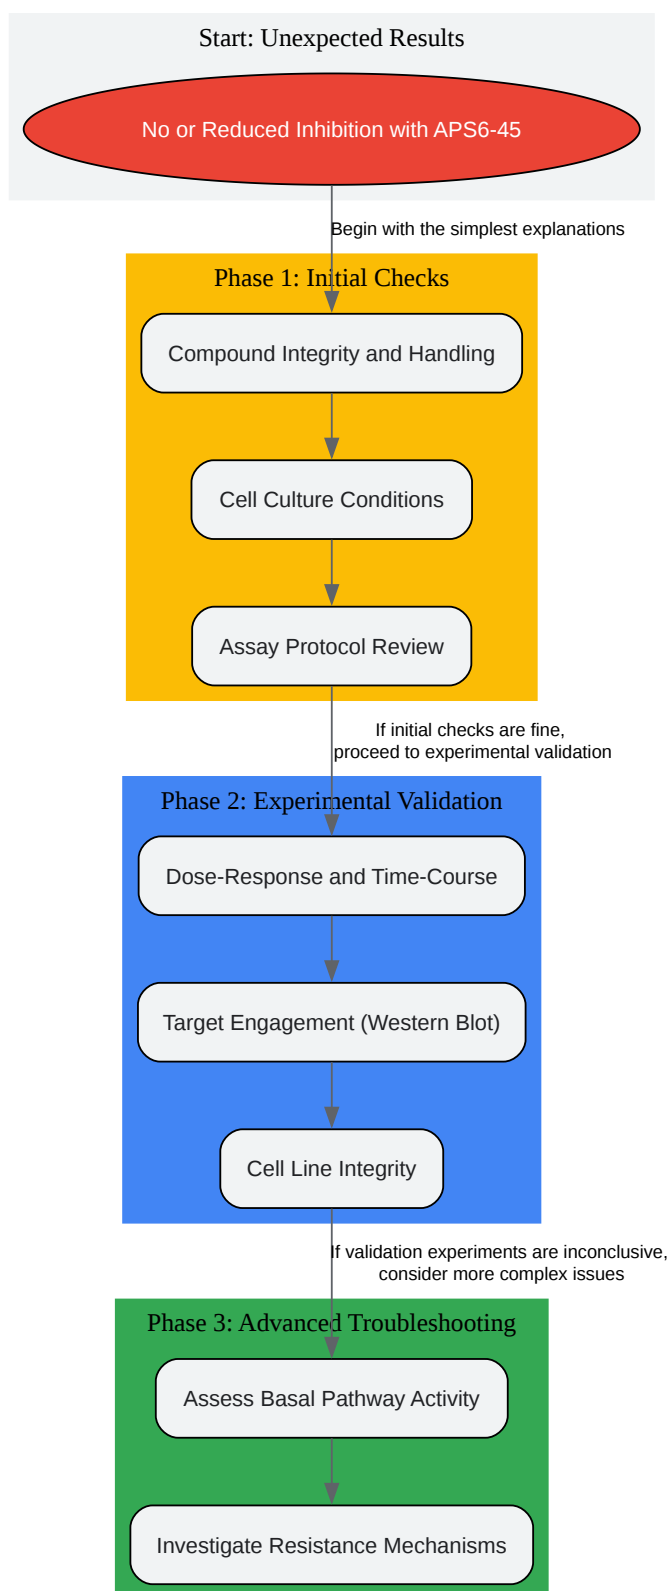 Start: Unexpected Results
No or Reduced Inhibition with APS6-45
Begin with the simplest explanations
Phase 1: Initial Checks
Compound Integrity and Handling
Cell Culture Conditions
Assay Protocol Review
If initial checks are fine,
proceed to experimental validation
Phase 2: Experimental Validation
Dose-Response and Time-Course
Target Engagement (Western Blot)
Cell Line Integrity
If validation experiments are inconclusive,
consider more complex issues
Phase 3: Advanced Troubleshooting
Assess Basal Pathway Activity
Investigate Resistance Mechanisms